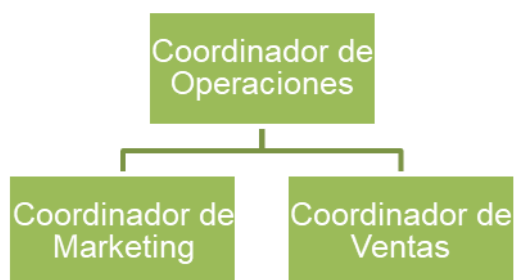 Coordinador de
Operaciones
Coordinador de
Marketing
Coordinador de
Ventas